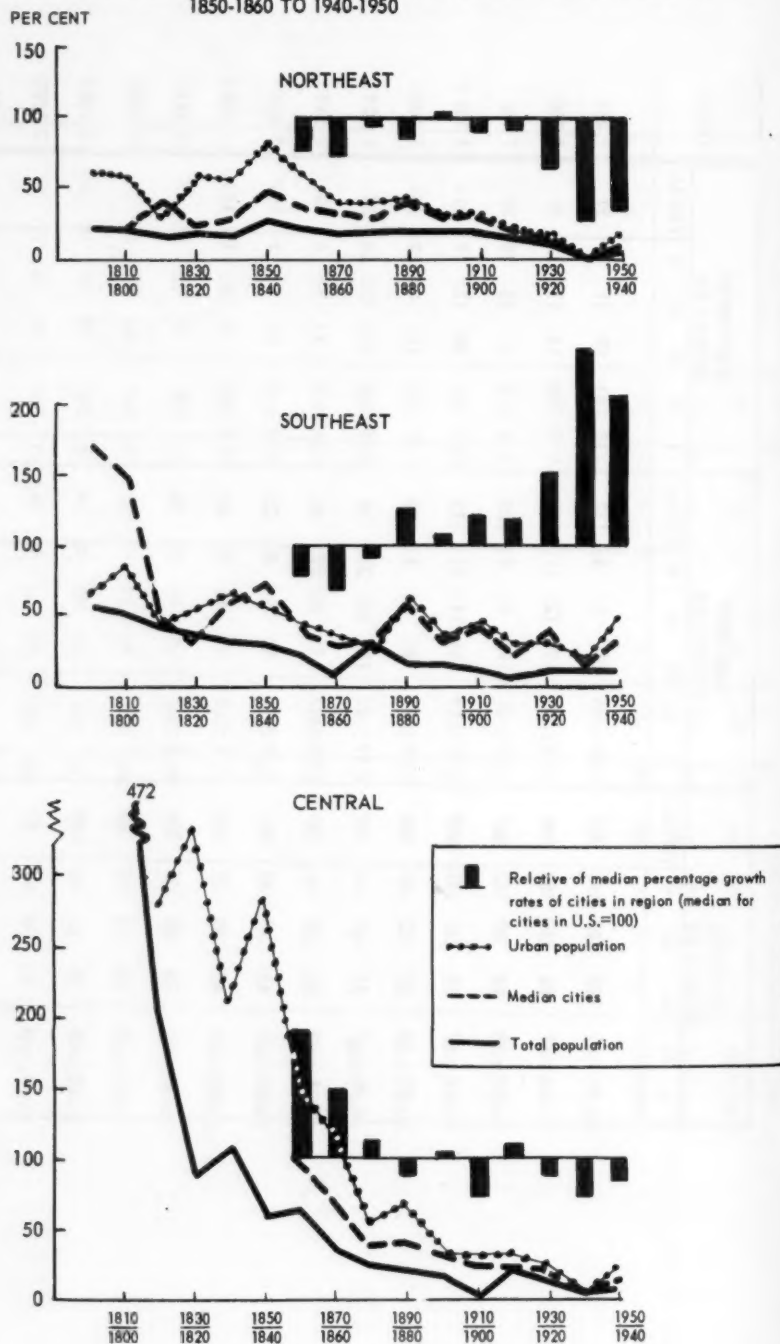 1850-1860 TO 1940-1950
PER CENT
150
100
50
0
NORTHEAST
1810 1830 1850 1870 1890 1910 1930 1950
1800 1820 1840 1860 1880 1900 1920 1940
200
150
100
50
0
SOUTHEAST
1810 1830 1850 1870 1890 1910 1930 1950
1800 1820 1840 1860 1880 1900 1920 1940
472
CENTRAL
300
250
200
150
100
50
0
Relative of median percentage growth
rates of cities in region (median for
cities in U.S.=100)
Urban population
Median cities
Total population
1810 1830 1850 1870 1890 1910 1930 1950
1800 1820 1840 1860 1880 1900 1920 1940